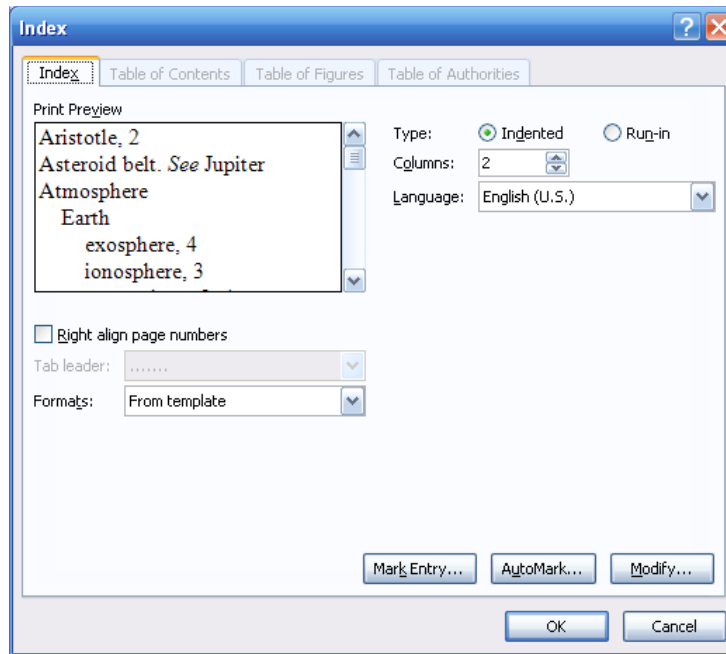 Index
Index Table of Contents Table of Figures Table of Authorities
Print Preview
Aristotle, 2
Asteroid belt. See Jupiter
Atmosphere
Earth
exosphere, 4
ionosphere, 3
Type: Indented Run-in
Columns: 2
Language: English (U.S.)
Right align page numbers
Tab leader: .......
Formats: From template
Mark Entry... AutoMark... Modify...
OK Cancel